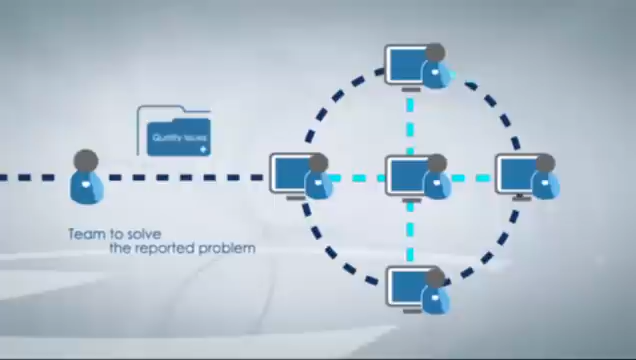 Quality Issues
Team to solve
the reported problem